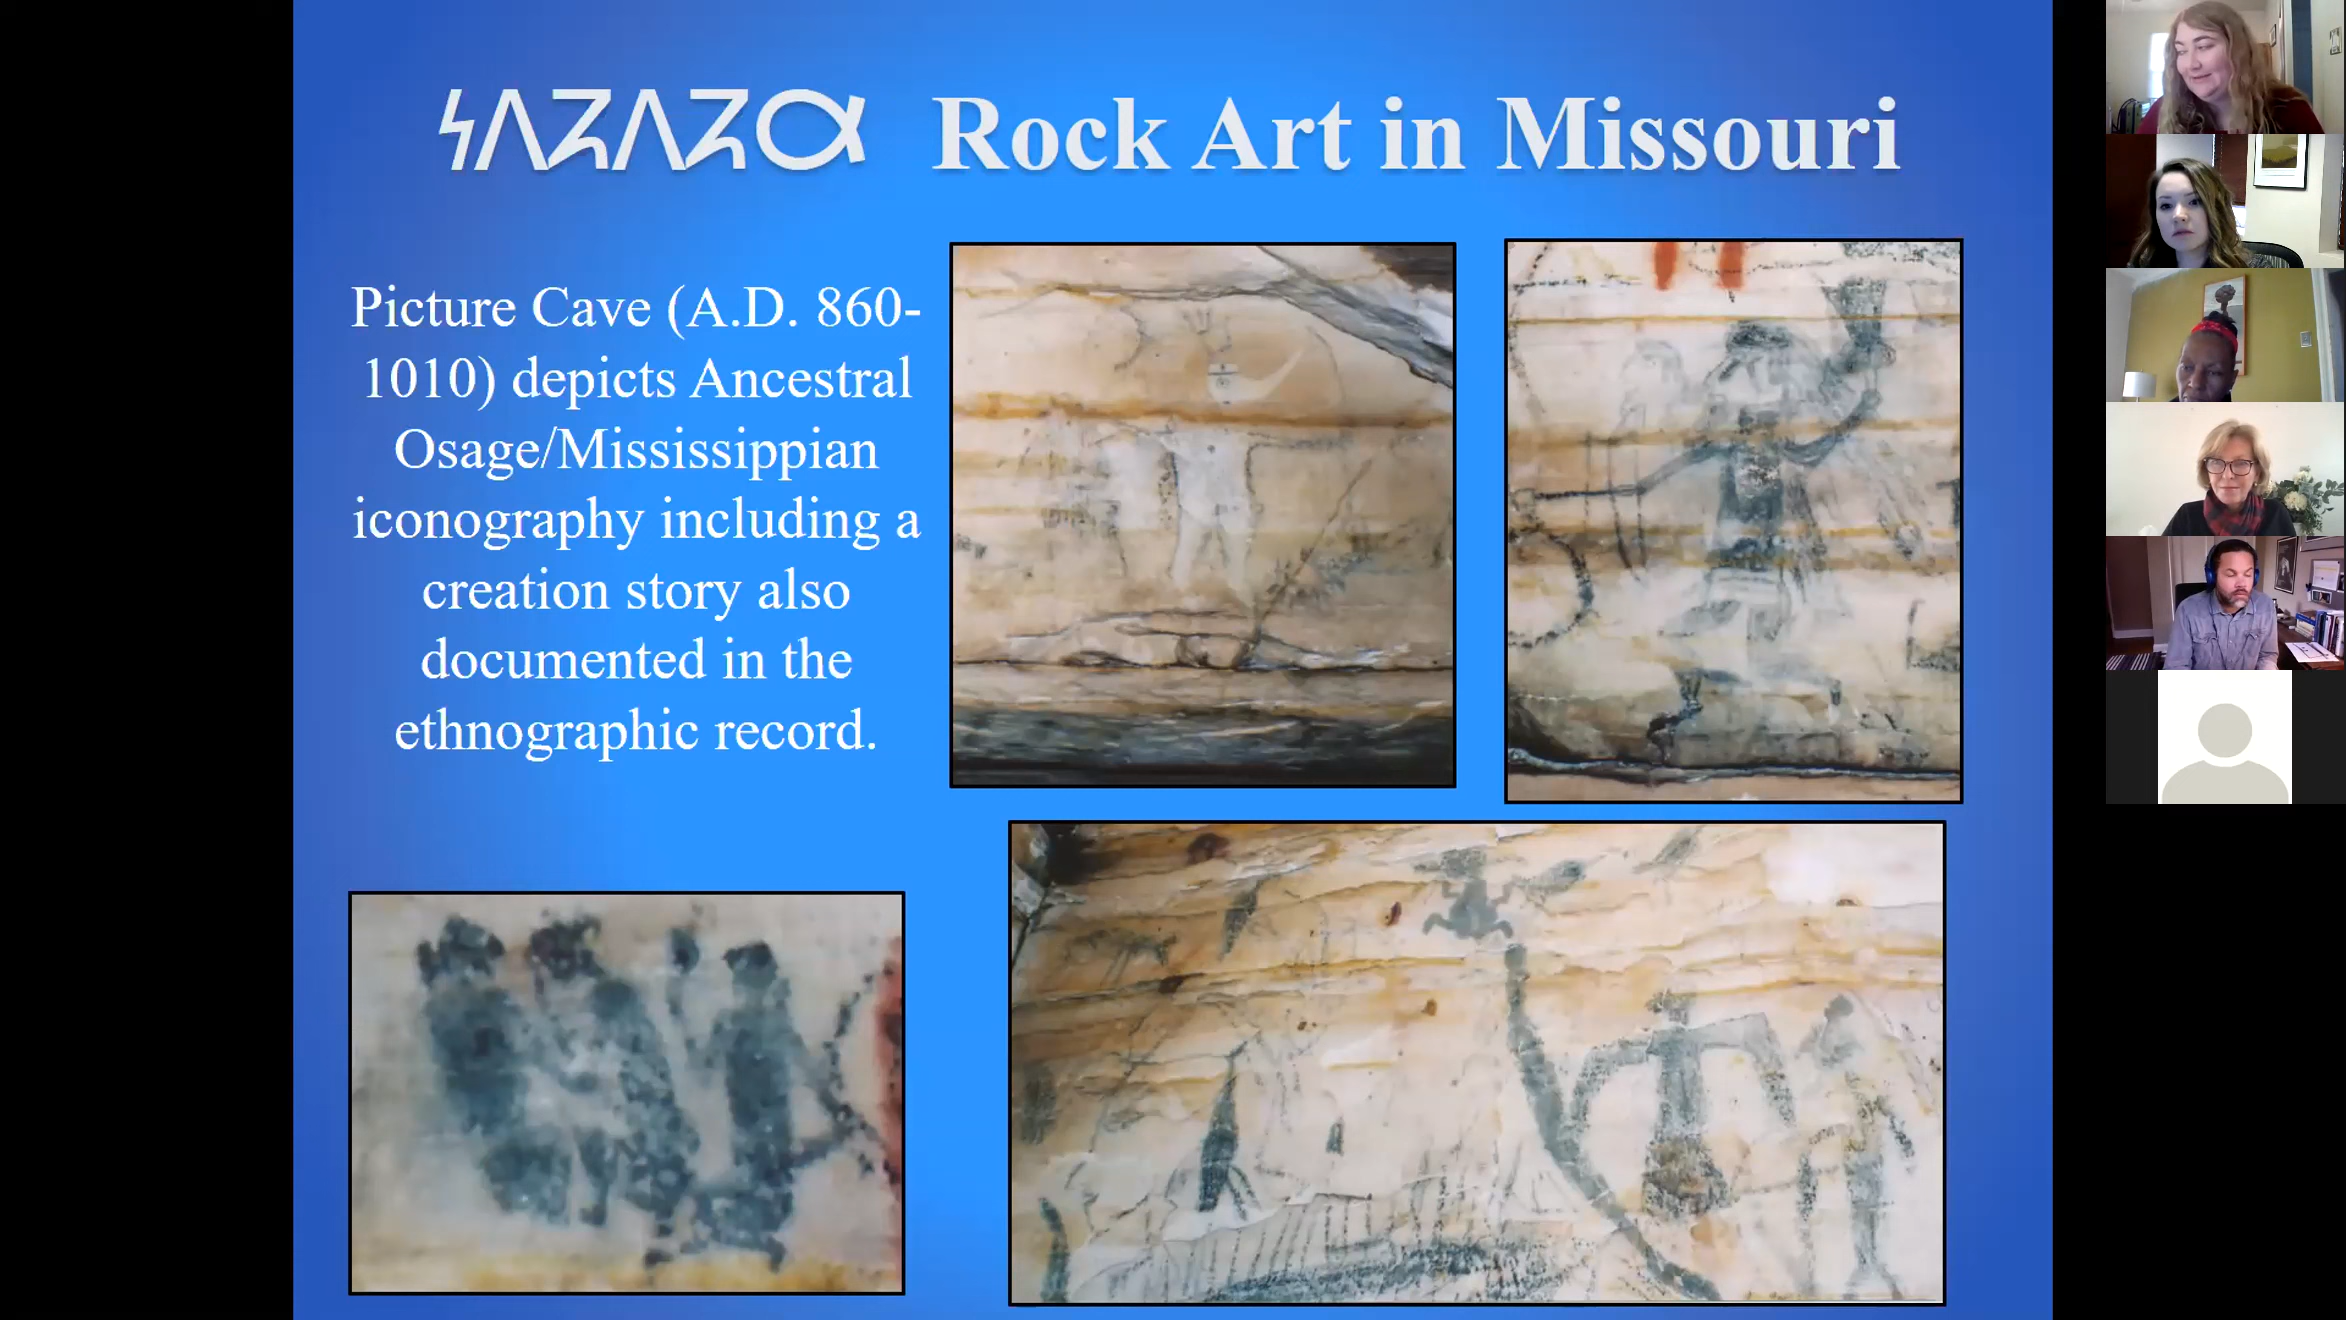 𐓏𐒰𐓓𐒰𐓓𐒷 Rock Art in Missouri
Picture Cave (A.D. 860-
1010) depicts Ancestral
Osage/Mississippian
iconography including a
creation story also
documented in the
ethnographic record.